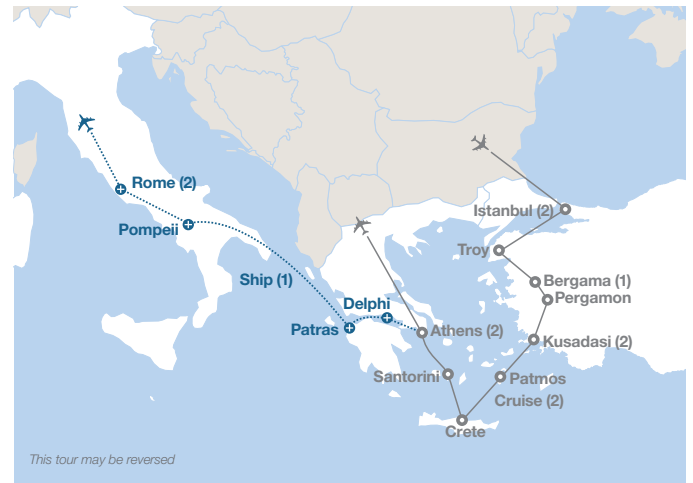 Rome (2)
Istanbul (2)
Pompeii
Troy
Ship (1)
Bergama (1)
Pergamon
Delphi
Patras
Athens (2)
Kusadasi (2)
Santorini
Patmos
Cruise (2)
Crete
This tour may be reversed